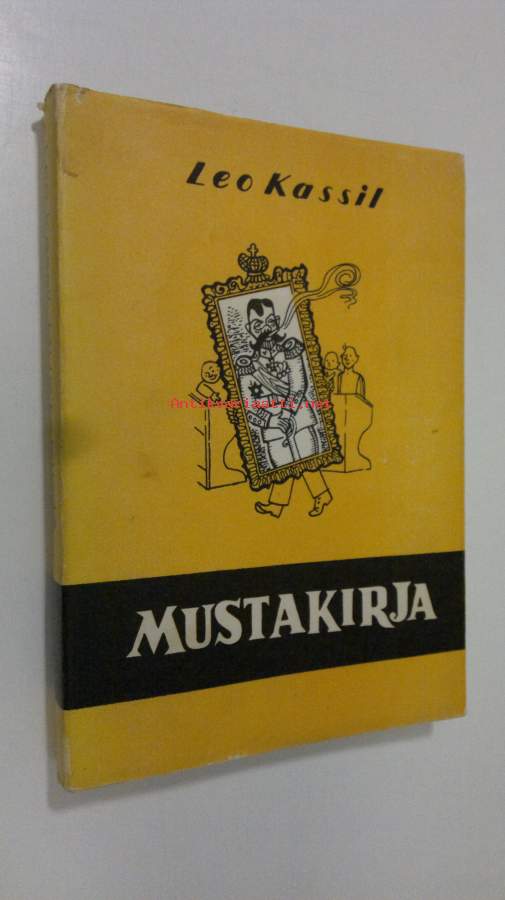 Leo Kassil
Antikvariaatti.net
MUSTAKIRJA